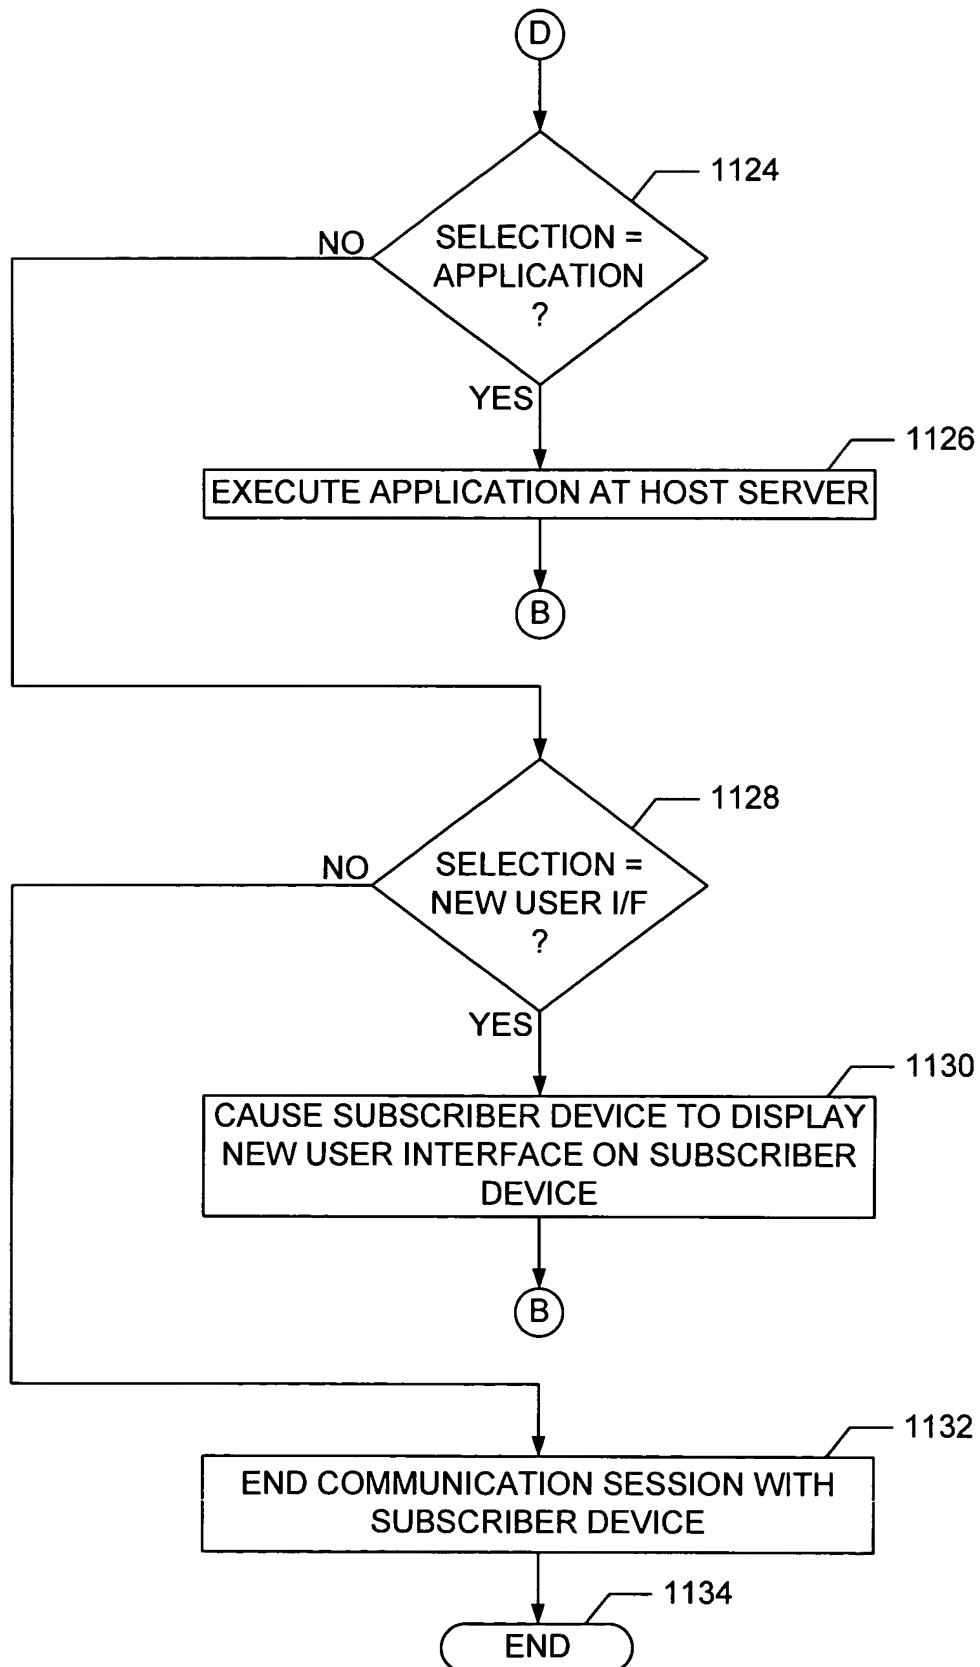 D
1124
NO
SELECTION =
APPLICATION
?
YES
1126
EXECUTE APPLICATION AT HOST SERVER
B
1128
NO
SELECTION =
NEW USER I/F
?
YES
1130
CAUSE SUBSCRIBER DEVICE TO DISPLAY
NEW USER INTERFACE ON SUBSCRIBER
DEVICE
B
1132
END COMMUNICATION SESSION WITH
SUBSCRIBER DEVICE
1134
END